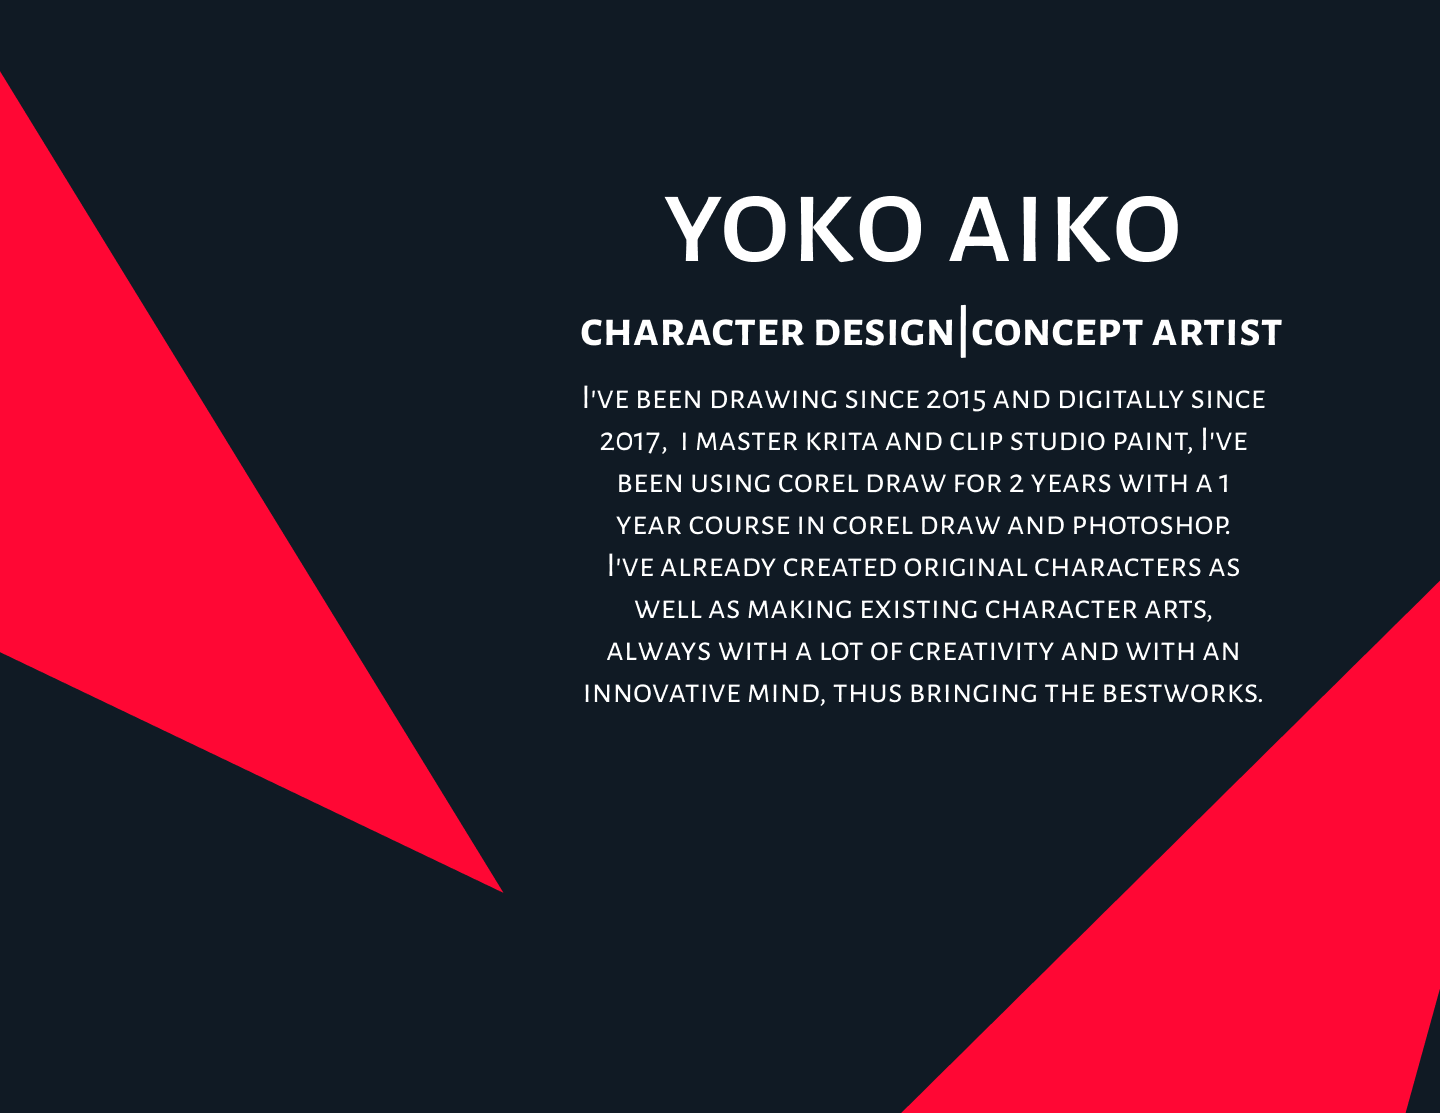 YOKO AIKO
CHARACTER DESIGN|CONCEPT ARTIST
I'VE BEEN DRAWING SINCE 2015 AND DIGITALLY SINCE
2017, I MASTER KRITA AND CLIP STUDIO PAINT, I'VE
BEEN USING COREL DRAW FOR 2 YEARS WITH A 1
YEAR COURSE IN COREL DRAW AND PHOTOSHOP.
I'VE ALREADY CREATED ORIGINAL CHARACTERS AS
WELL AS MAKING EXISTING CHARACTER ARTS,
ALWAYS WITH A LOT OF CREATIVITY AND WITH AN
INNOVATIVE MIND, THUS BRINGING THE BESTWORKS.